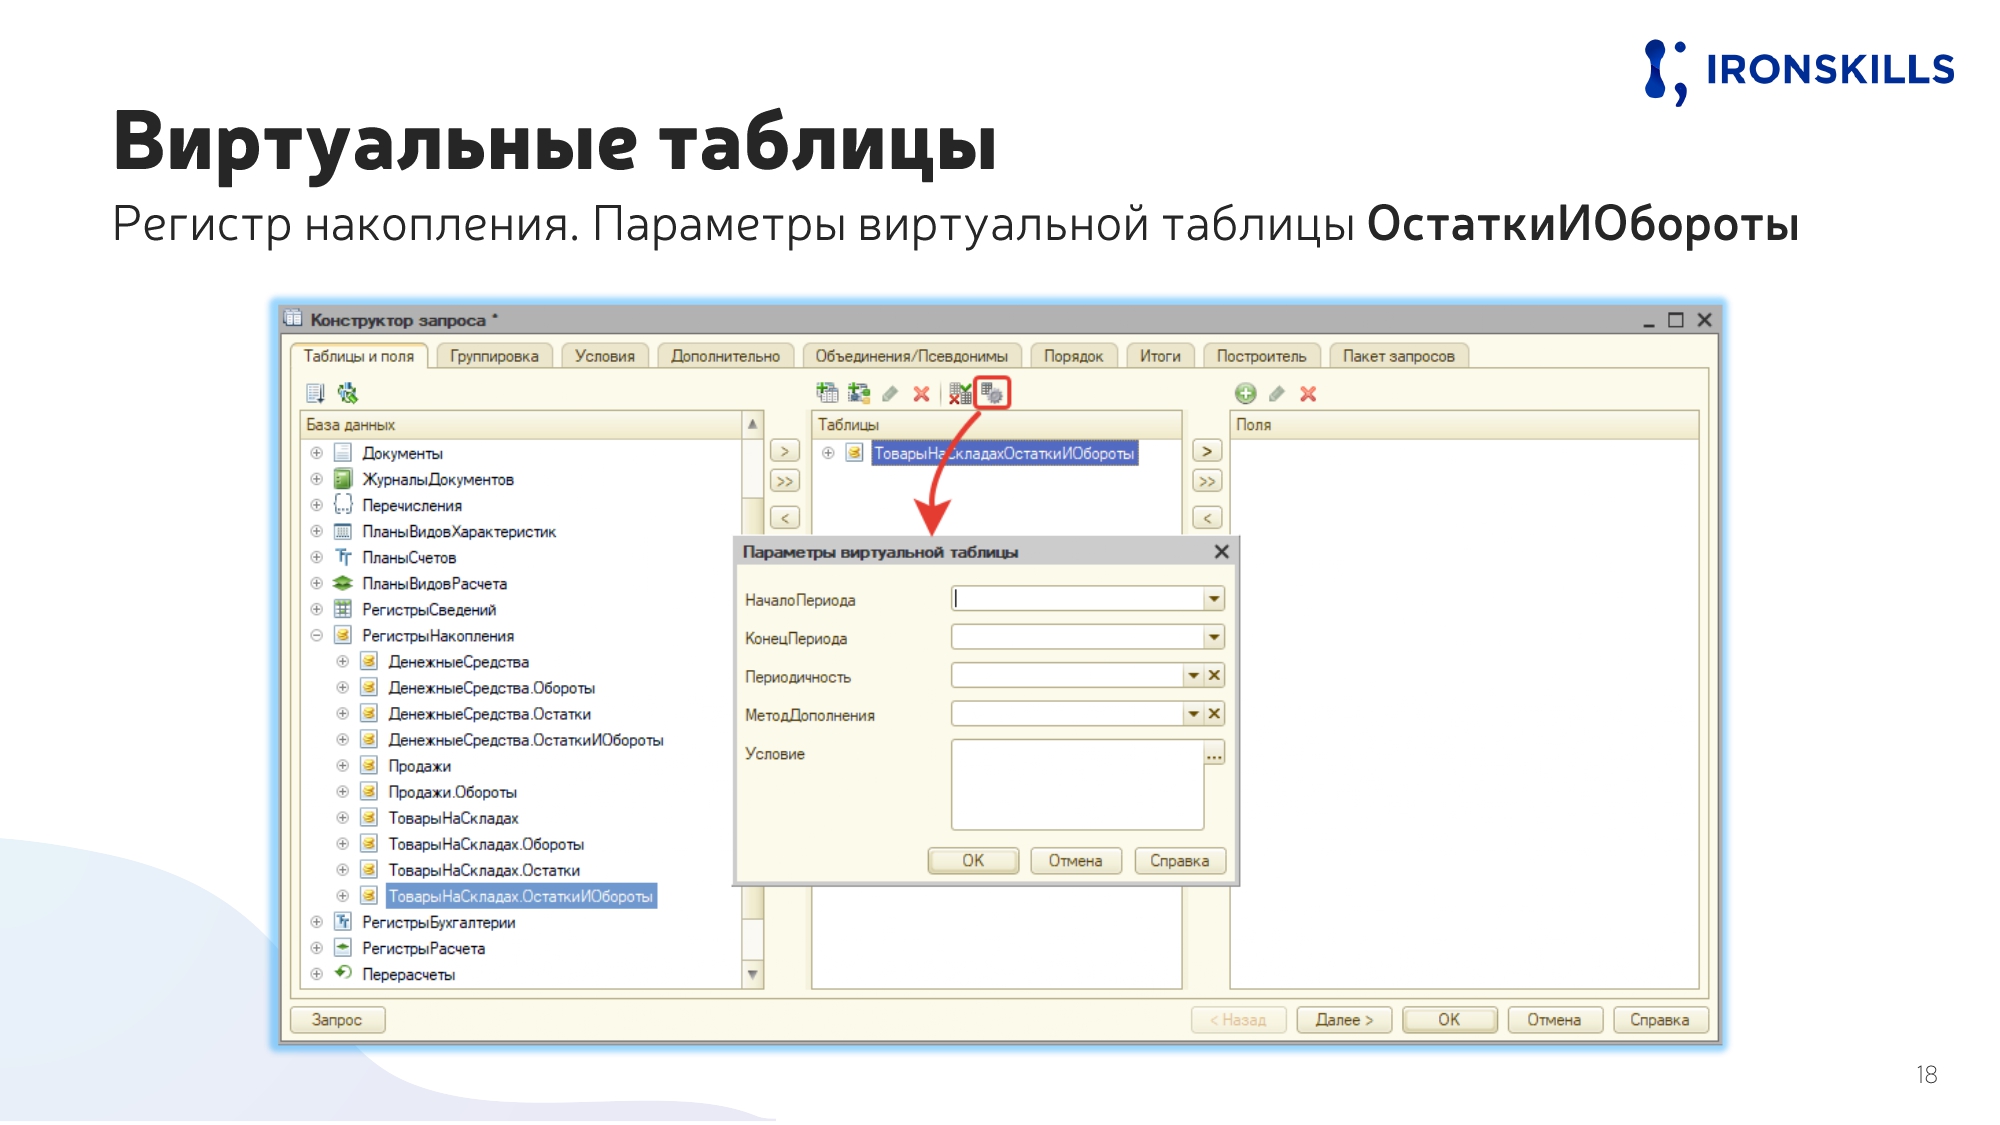 IRONSKILLS
Виртуальные таблицы
Регистр накопления. Параметры виртуальной таблицы ОстаткиИОбороты
Конструктор запроса *
Таблицы и поля
Группировка
Условия
Дополнительно
Объединения/Псевдонимы
Порядок
Итоги
Построитель
Пакет запросов
База данных
Документы
ЖурналыДокументов
Перечисления
ПланыВидовХарактеристик
ПланыСчетов
ПланыВидовРасчета
РегистрыСведений
РегистрыНакопления
ДенежныеСредства
ДенежныеСредства.Обороты
ДенежныеСредства.Остатки
ДенежныеСредства.ОстаткиИОбороты
Продажи
Продажи.Обороты
ТоварыНаСкладах
ТоварыНаСкладах.Обороты
ТоварыНаСкладах.Остатки
ТоварыНаСкладах.ОстаткиИОбороты
РегистрыБухгалтерии
РегистрыРасчета
Перерасчеты
>
>>
<
Таблицы
ТоварыНаСкладахОстаткиИОбороты
>
>>
<
Поля
Параметры виртуальной таблицы
НачалоПериода
КонецПериода
Периодичность
МетодДополнения
Условие
...
ОК
Отмена
Справка
Запрос
< Назад
Далее >
ОК
Отмена
Справка
18